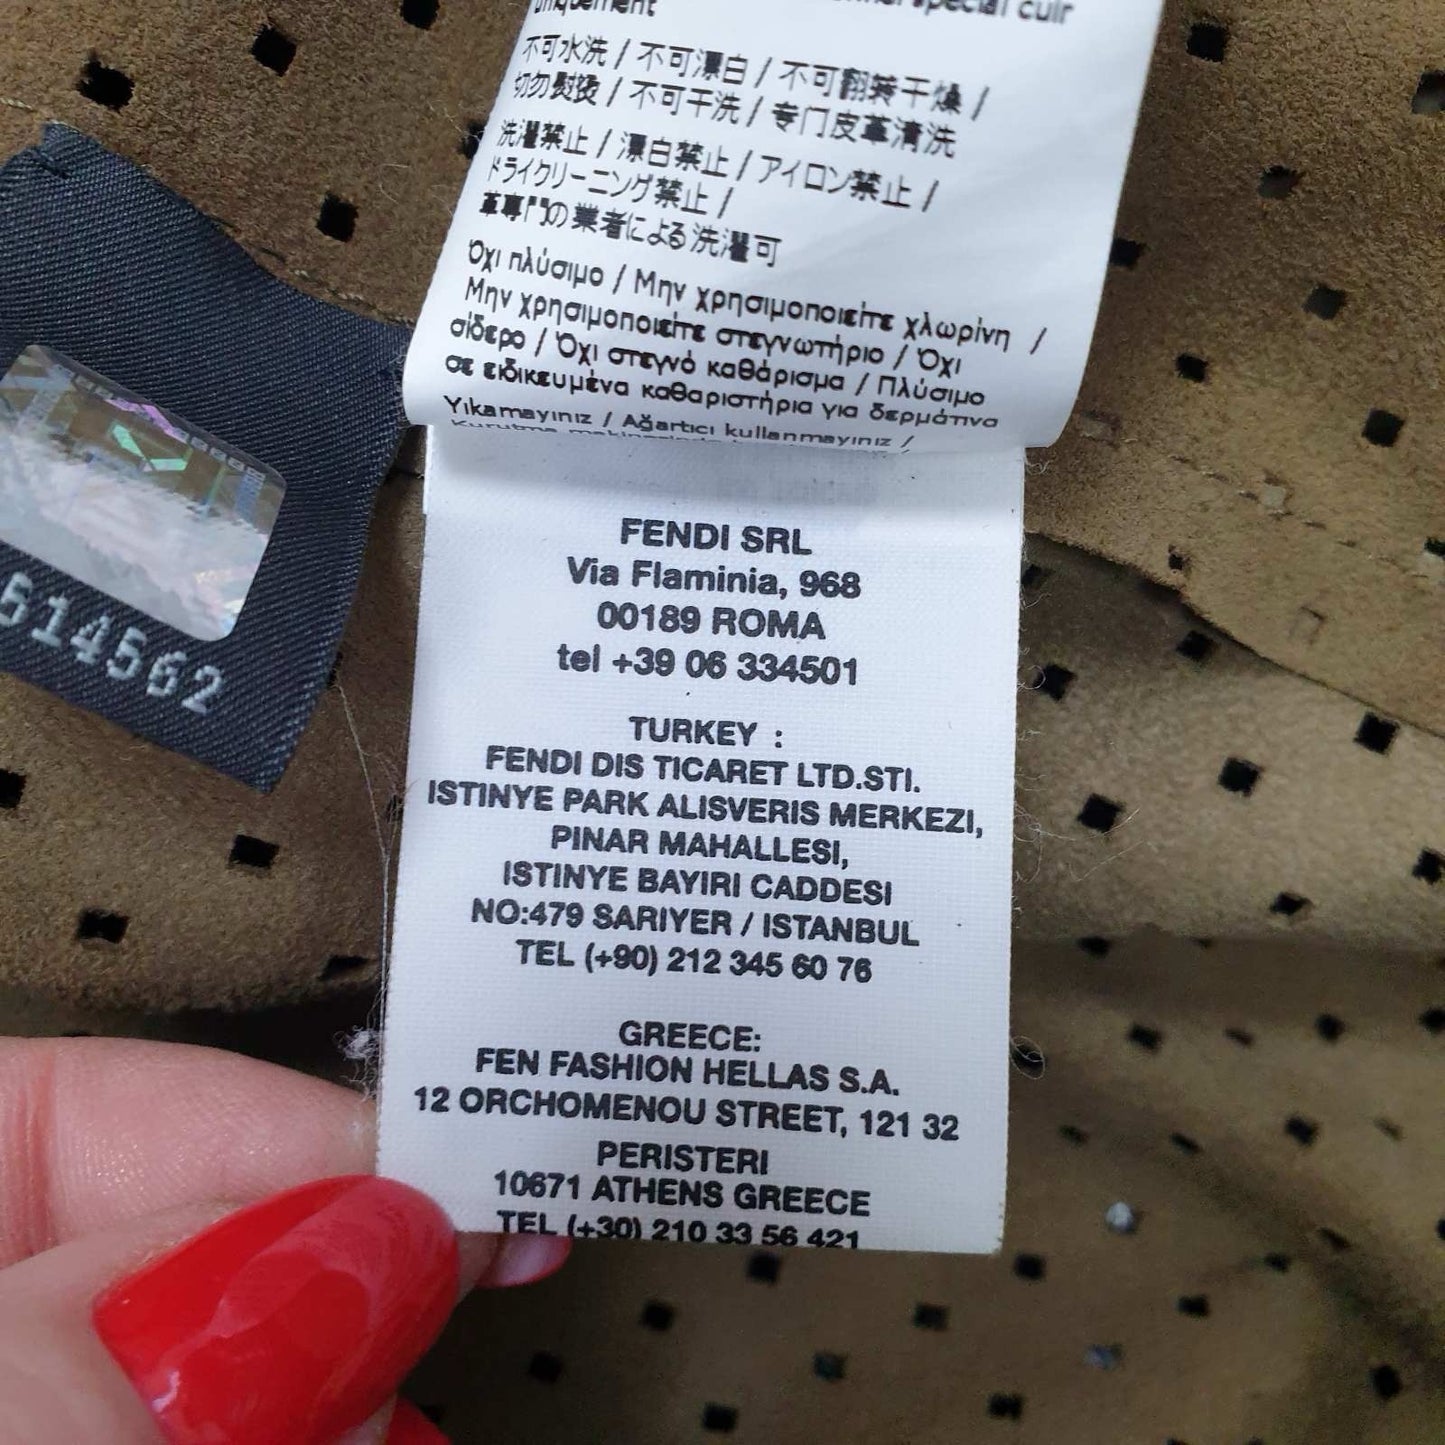 special cuir
uniquement
不可水洗 / 不可漂白 / 不可翻转干燥 /
切勿熨烫 / 不可干洗 / 专门皮革清洗
洗濯禁止 / 漂白禁止 / アイロン禁止 /
ドライクリーニング禁止 /
革専門の業者による洗濯可
Όχι πλύσιμο / Μην χρησιμοποιείτε χλωρίνη /
Μην χρησιμοποιείτε στεγνωτήριο / Όχι
σίδερο / Όχι στεγνό καθάρισμα / Πλύσιμο
σε ειδικευμένα καθαριστήρια για δερμάτινα
Yıkamayınız / Ağartıcı kullanmayınız /
FENDI SRL
Via Flaminia, 968
00189 ROMA
tel +39 06 334501
TURKEY :
FENDI DIS TICARET LTD.STI.
ISTINYE PARK ALISVERIS MERKEZI,
PINAR MAHALLESI,
ISTINYE BAYIRI CADDESI
NO:479 SARIYER / ISTANBUL
TEL (+90) 212 345 60 76
GREECE:
FEN FASHION HELLAS S.A.
12 ORCHOMENOU STREET, 121 32
PERISTERI
10671 ATHENS GREECE
TEL (+30) 210 33 56 421
614562